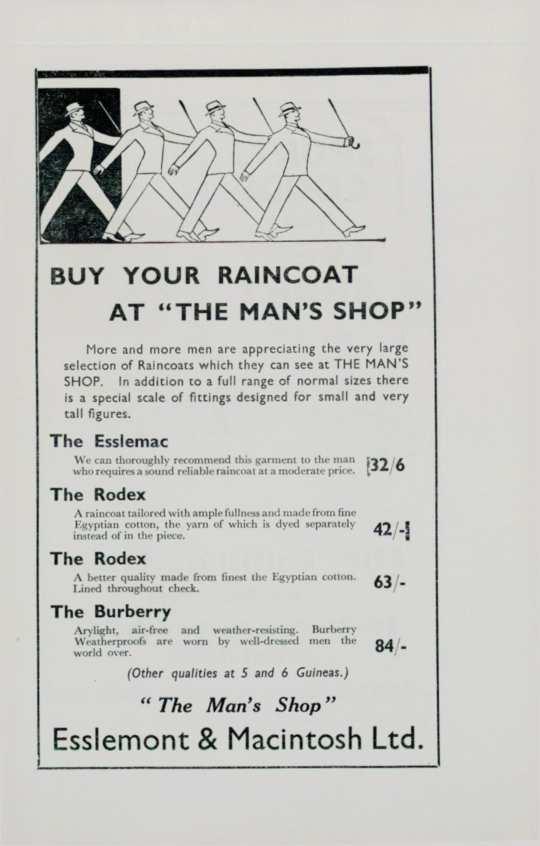 BUY YOUR RAINCOAT
AT “THE MAN'S SHOP”
More and more men are appreciating the very large
selection of Raincoats which they can see at THE MAN'S
SHOP. In addition to a full range of normal sizes there
is a special scale of fittings designed for small and very
tall figures.
The Esslemac
We can thoroughly recommend this garment to the man
who requires a sound reliable raincoat at a moderate price. 32/6
The Rodex
A raincoat tailored with ample fullness and made from fine
Egyptian cotton, the yarn of which is dyed separately
instead of in the piece. 42/-
The Rodex
A better quality made from finest the Egyptian cotton.
Lined throughout check. 63/-
The Burberry
Arylight, air-free and weather-resisting. Burberry
Weatherproofs are worn by well-dressed men the
world over. 84/-
(Other qualities at 5 and 6 Guineas.)
“The Man's Shop”
Esslemont & Macintosh Ltd.